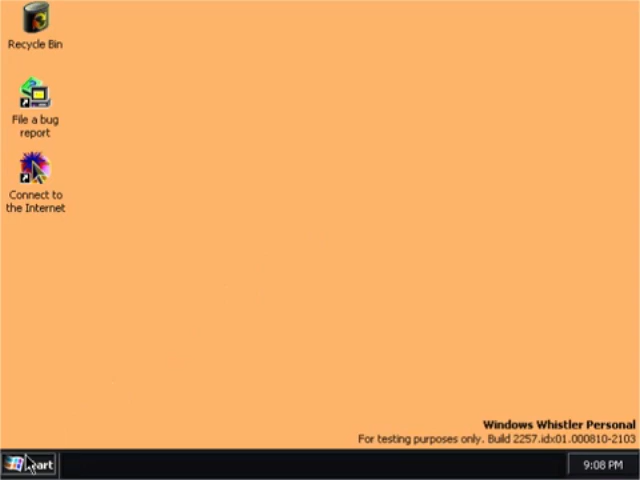 Recycle Bin
File a bug
report
Connect to
the Internet
Windows Whistler Personal
For testing purposes only. Build 2257.idx01.000810-2103
9:08 PM